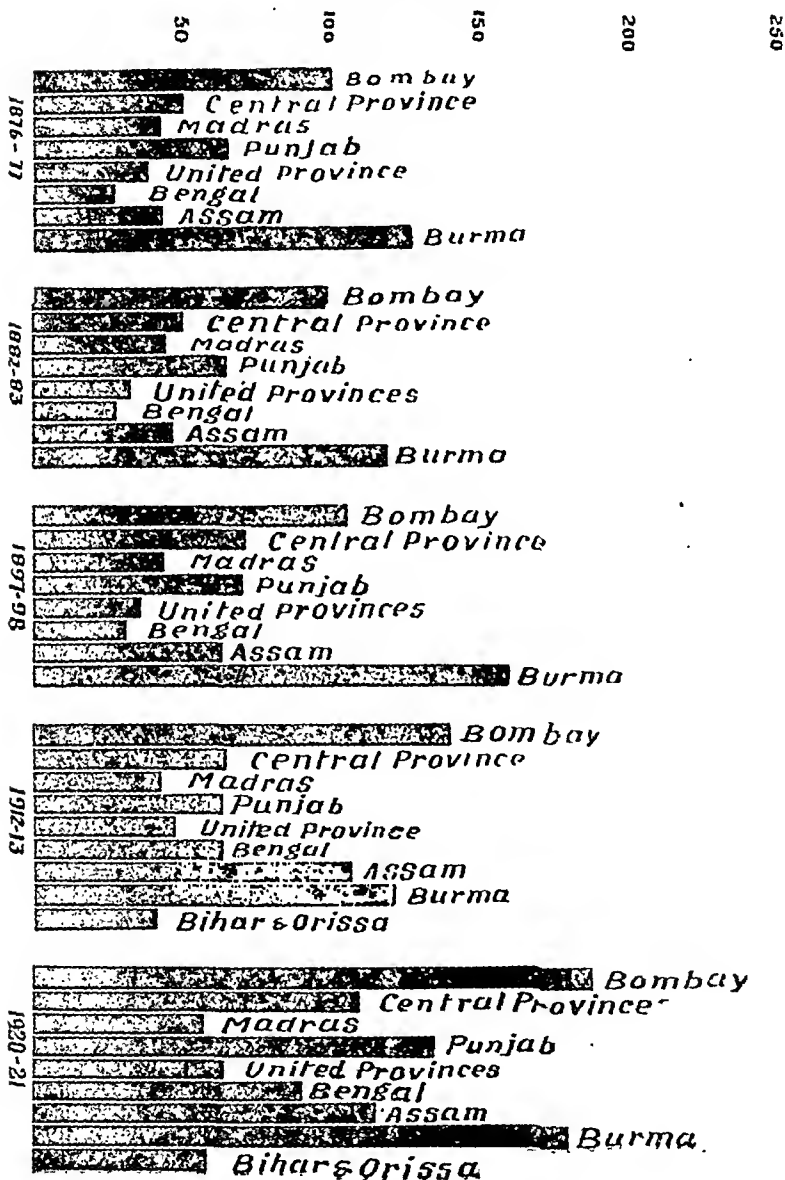 50 100 150 200 250
1876-77
Bombay
Central Province
Madras
Punjab
United Province
Bengal
Assam
Burma
1882-83
Bombay
Central Province
Madras
Punjab
United Provinces
Bengal
Assam
Burma
1897-98
Bombay
Central Province
Madras
Punjab
United Provinces
Bengal
Assam
Burma
1912-13
Bombay
Central Province
Madras
Punjab
United Province
Bengal
Assam
Burma
Bihar & Orissa
1920-21
Bombay
Central Province
Madras
Punjab
United Provinces
Bengal
Assam
Burma
Bihar & Orissa